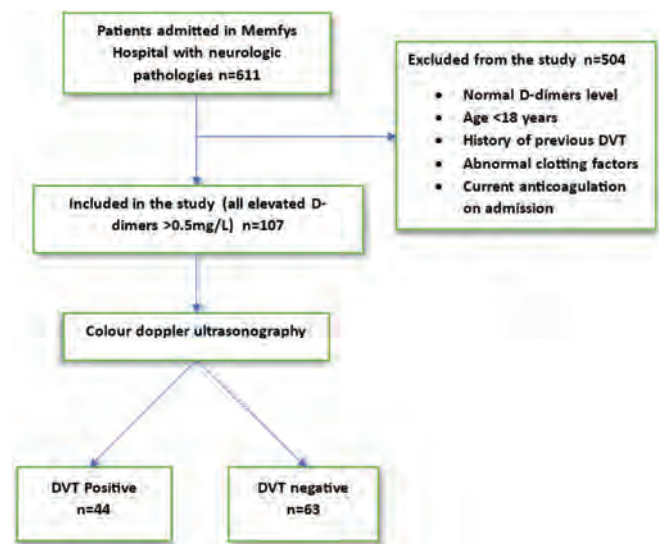 Patients admitted in Memfys
Hospital with neurologic
pathologies n=611
Excluded from the study n=504
• Normal D-dimers level
• Age <18 years
• History of previous DVT
• Abnormal clotting factors
• Current anticoagulation
on admission
Included in the study (all elevated D-
dimers >0.5mg/L) n=107
Colour doppler ultrasonography
DVT Positive
n=44
DVT negative
n=63